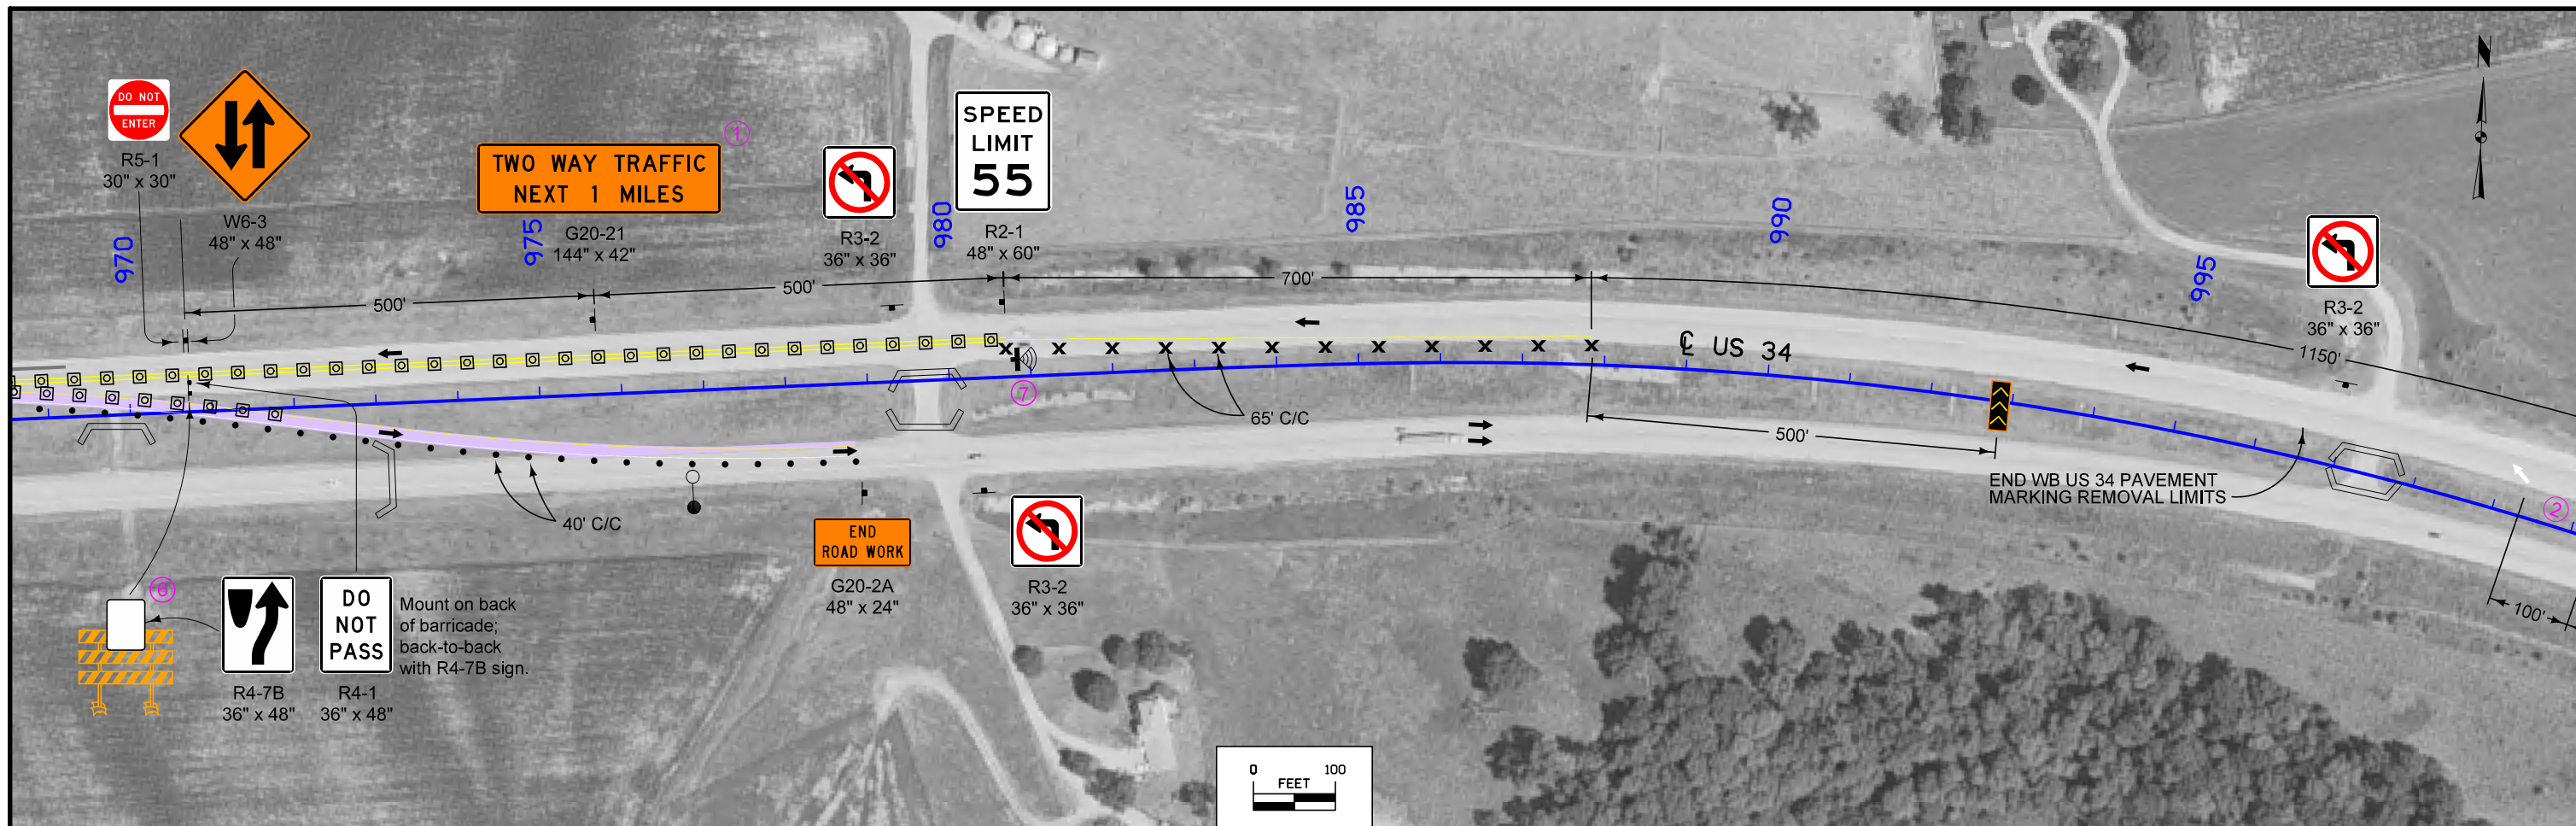 DO NOT
ENTER
R5-1
30" x 30"
W6-3
48" x 48"
970
TWO WAY TRAFFIC
NEXT 1 MILES
1
975
G20-21
144" x 42"
R3-2
36" x 36"
980
SPEED
LIMIT
55
R2-1
48" x 60"
985
990
995
R3-2
36" x 36"
500'
500'
700'
1150'
℄ US 34
7
65' C/C
500'
END WB US 34 PAVEMENT
MARKING REMOVAL LIMITS
2
100'
40' C/C
END
ROAD WORK
G20-2A
48" x 24"
R3-2
36" x 36"
6
R4-7B
36" x 48"
DO
NOT
PASS
R4-1
36" x 48"
Mount on back
of barricade;
back-to-back
with R4-7B sign.
0 100
FEET
N